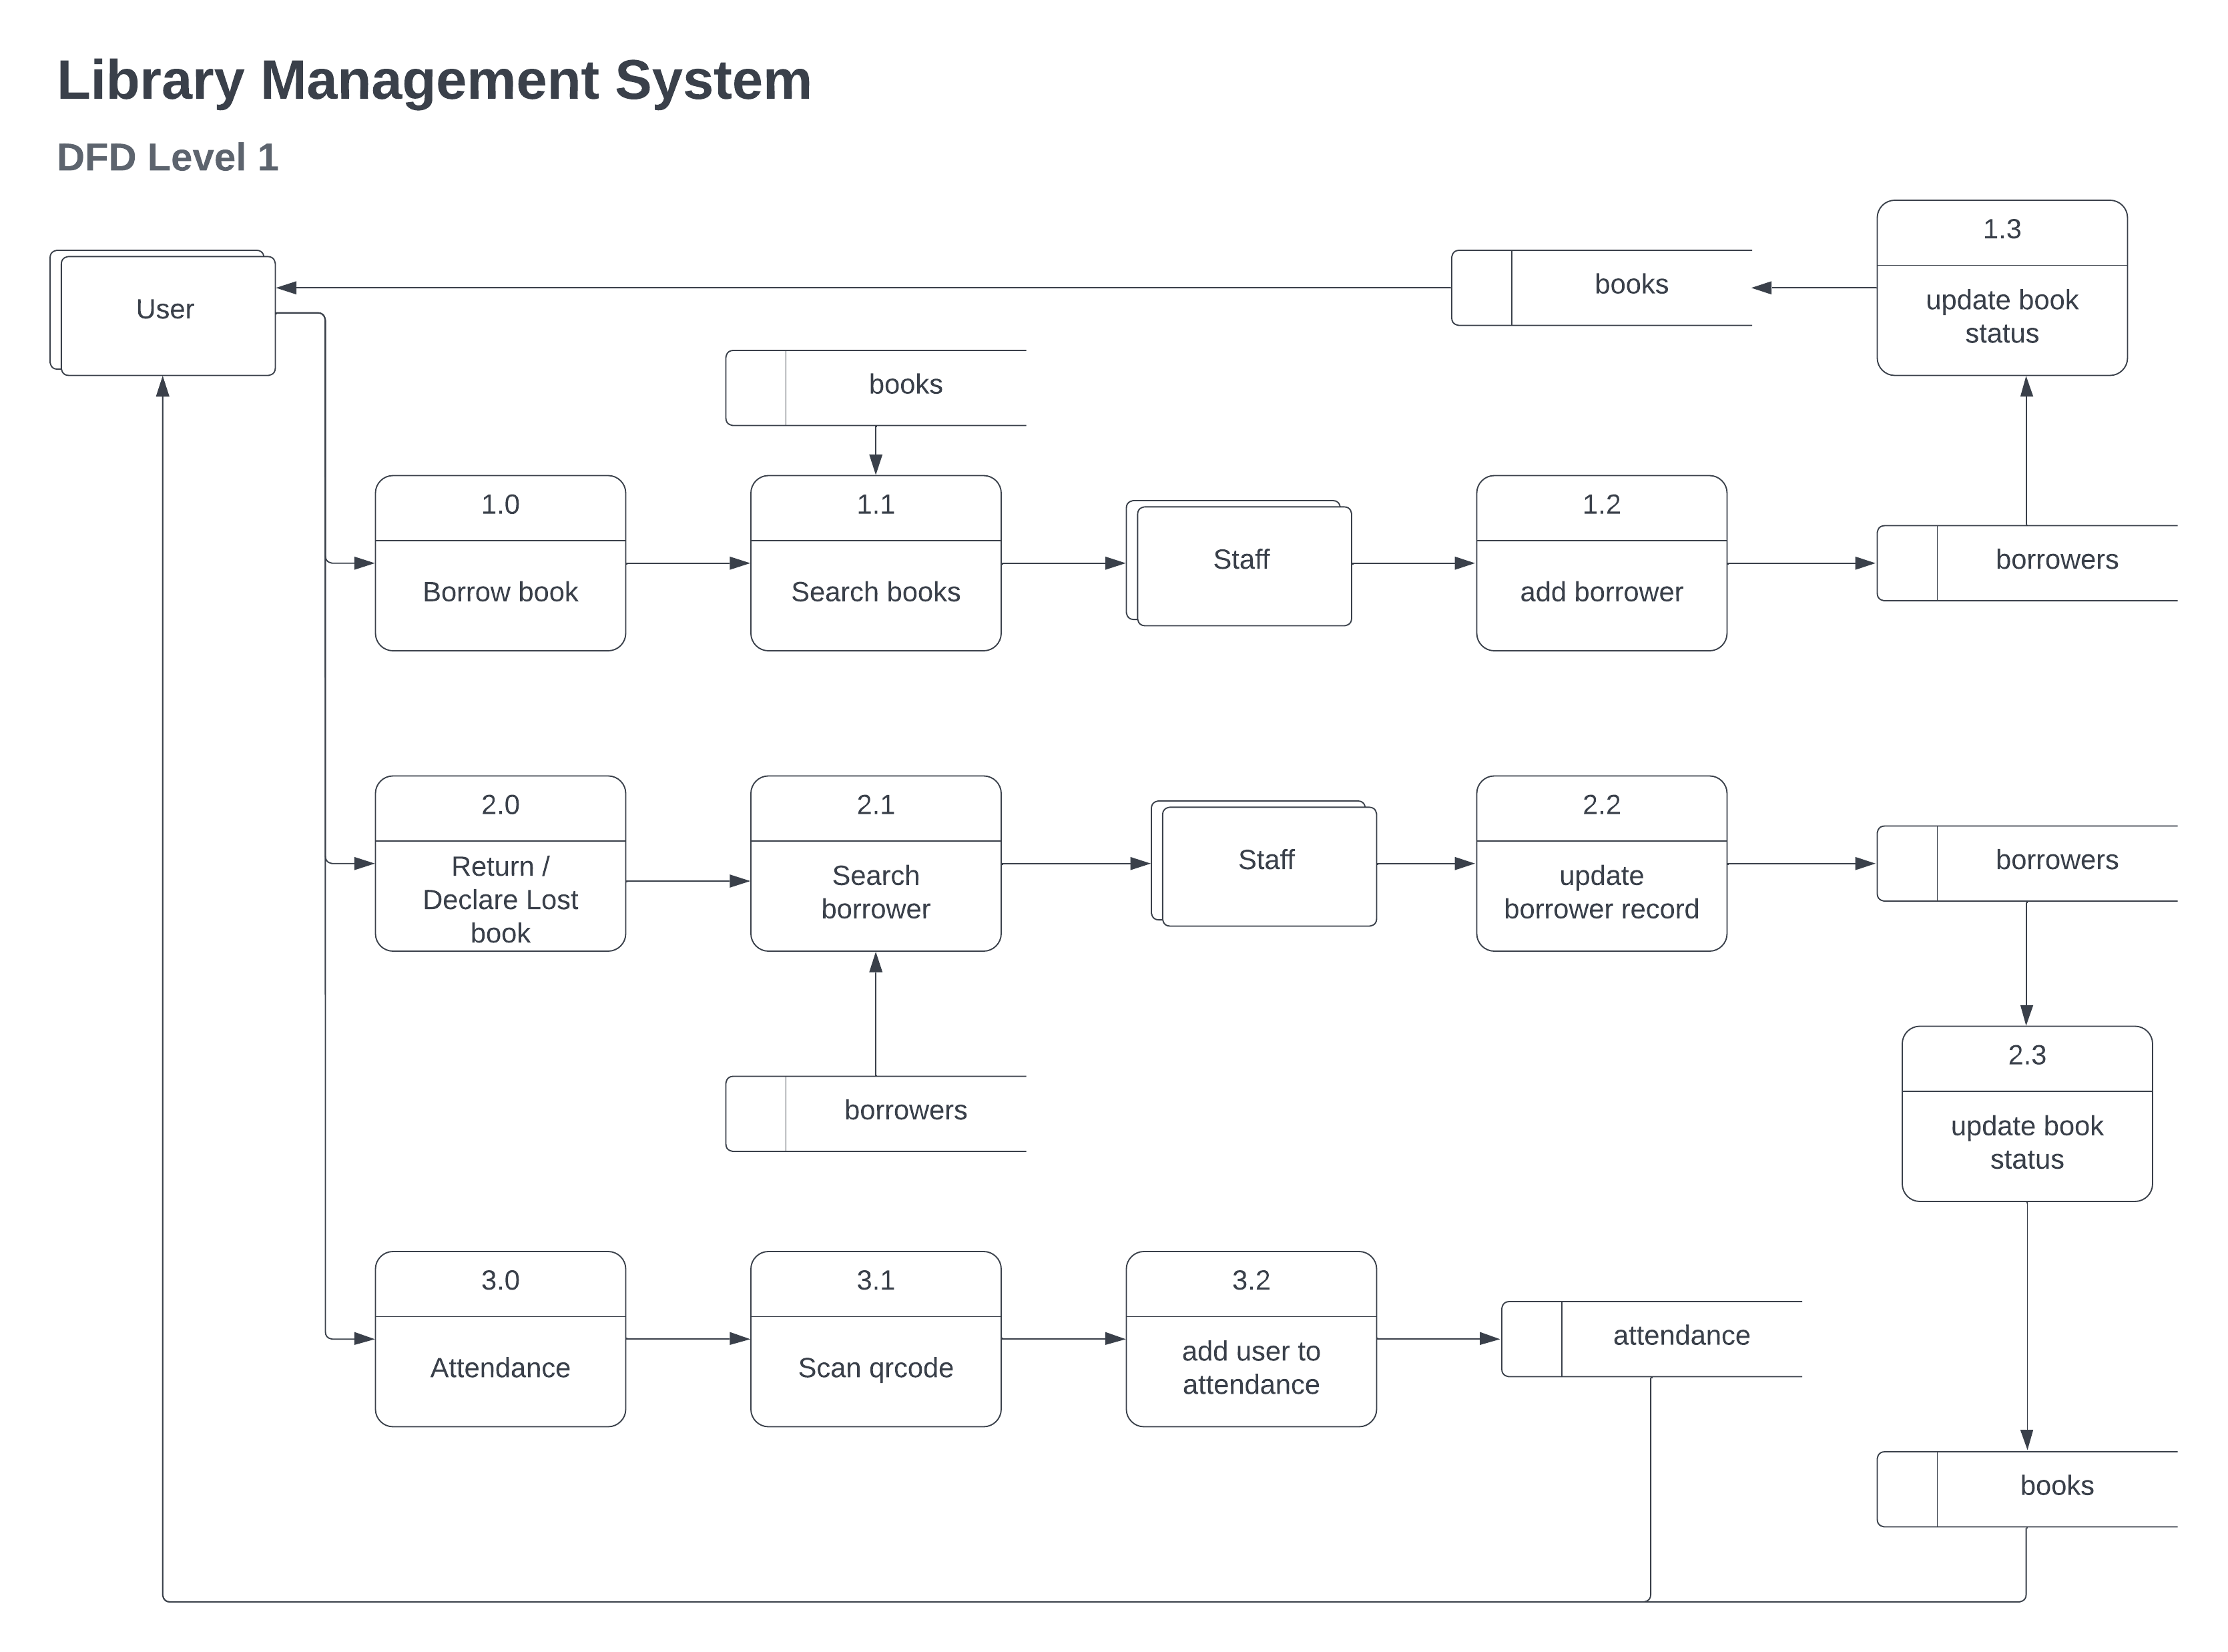 Library Management System
DFD Level 1
User
books
1.3
update book
status
books
1.0
Borrow book
1.1
Search books
Staff
1.2
add borrower
borrowers
2.0
Return /
Declare Lost
book
2.1
Search
borrower
Staff
2.2
update
borrower record
borrowers
borrowers
2.3
update book
status
3.0
Attendance
3.1
Scan qrcode
3.2
add user to
attendance
attendance
books